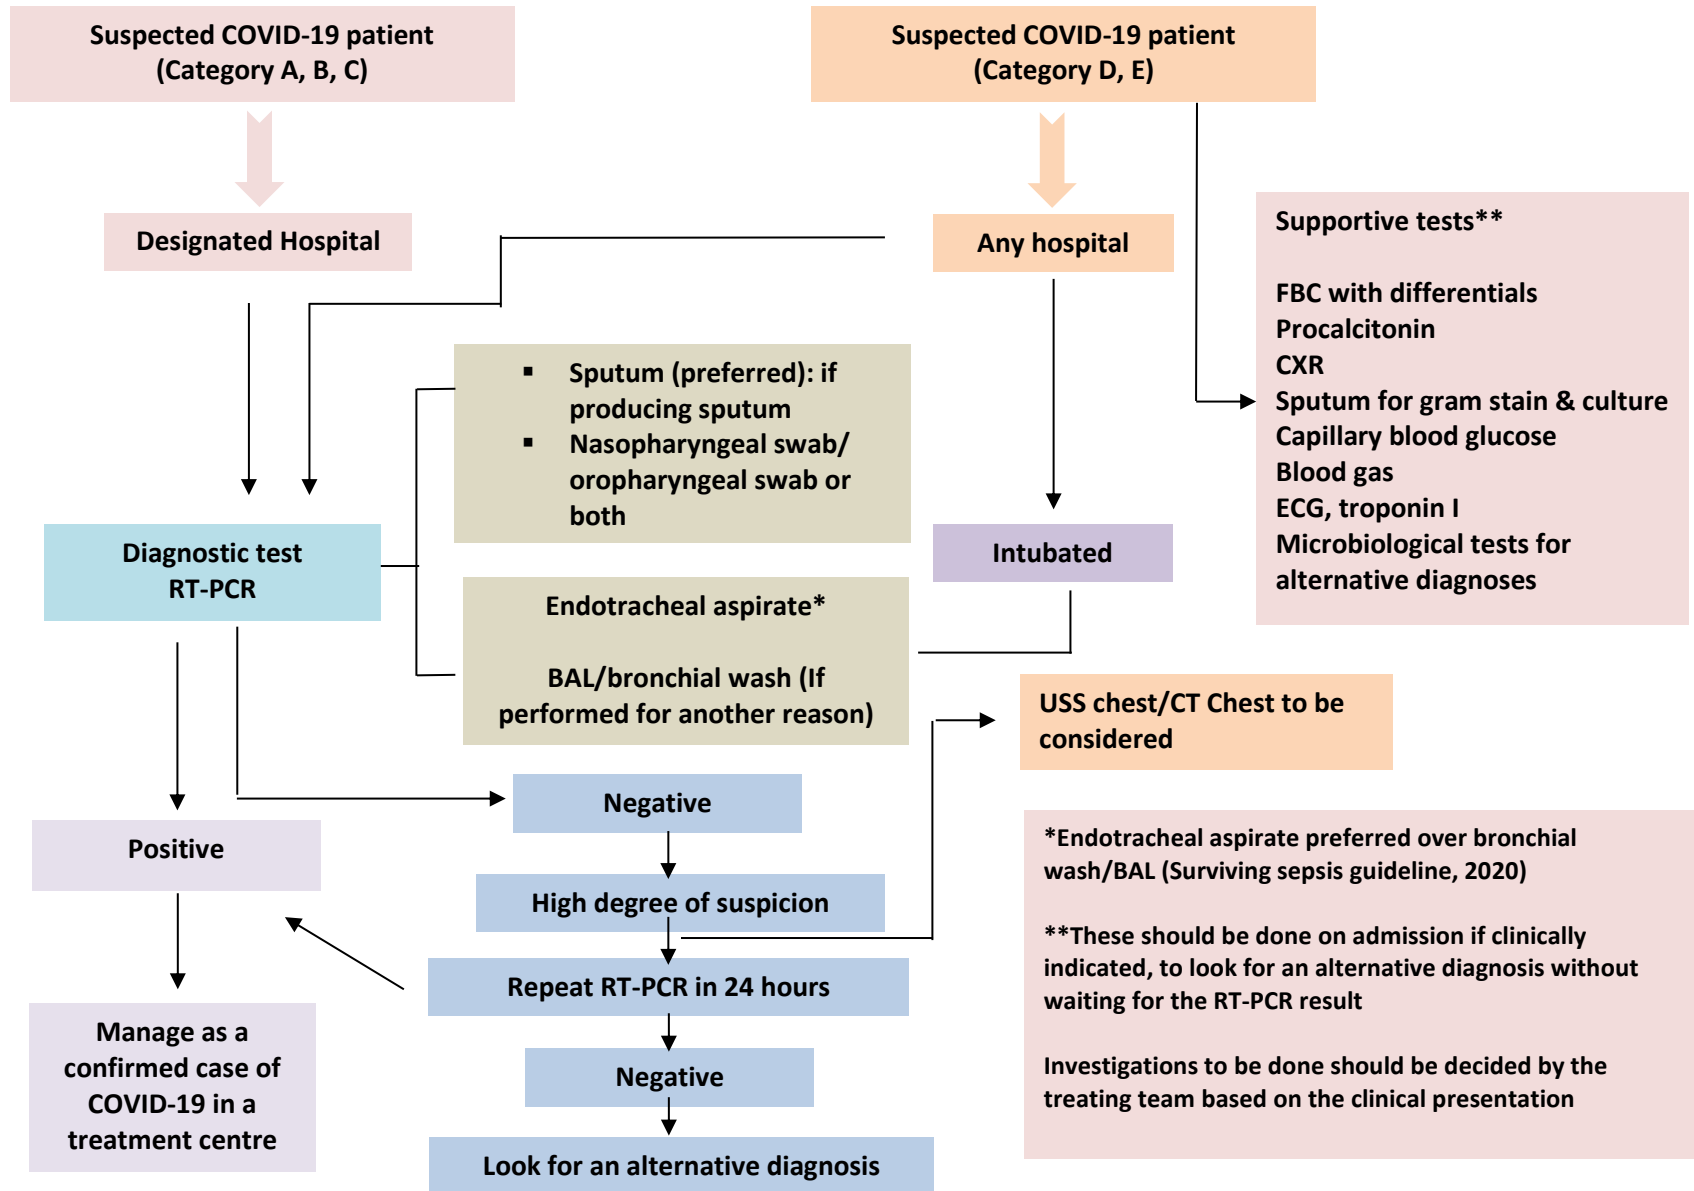 Suspected COVID-19 patient
(Category A, B, C)
Suspected COVID-19 patient
(Category D, E)
Designated Hospital
Any hospital
Supportive tests**
FBC with differentials
Procalcitonin
CXR
Sputum for gram stain & culture
Capillary blood glucose
Blood gas
ECG, troponin I
Microbiological tests for
alternative diagnoses
▪ Sputum (preferred): if
producing sputum
▪ Nasopharyngeal swab/
oropharyngeal swab or
both
Diagnostic test
RT-PCR
Intubated
Endotracheal aspirate*
BAL/bronchial wash (If
performed for another reason)
USS chest/CT Chest to be
considered
Negative
Positive
High degree of suspicion
Repeat RT-PCR in 24 hours
Negative
Look for an alternative diagnosis
Manage as a
confirmed case of
COVID-19 in a
treatment centre
*Endotracheal aspirate preferred over bronchial
wash/BAL (Surviving sepsis guideline, 2020)
**These should be done on admission if clinically
indicated, to look for an alternative diagnosis without
waiting for the RT-PCR result
Investigations to be done should be decided by the
treating team based on the clinical presentation